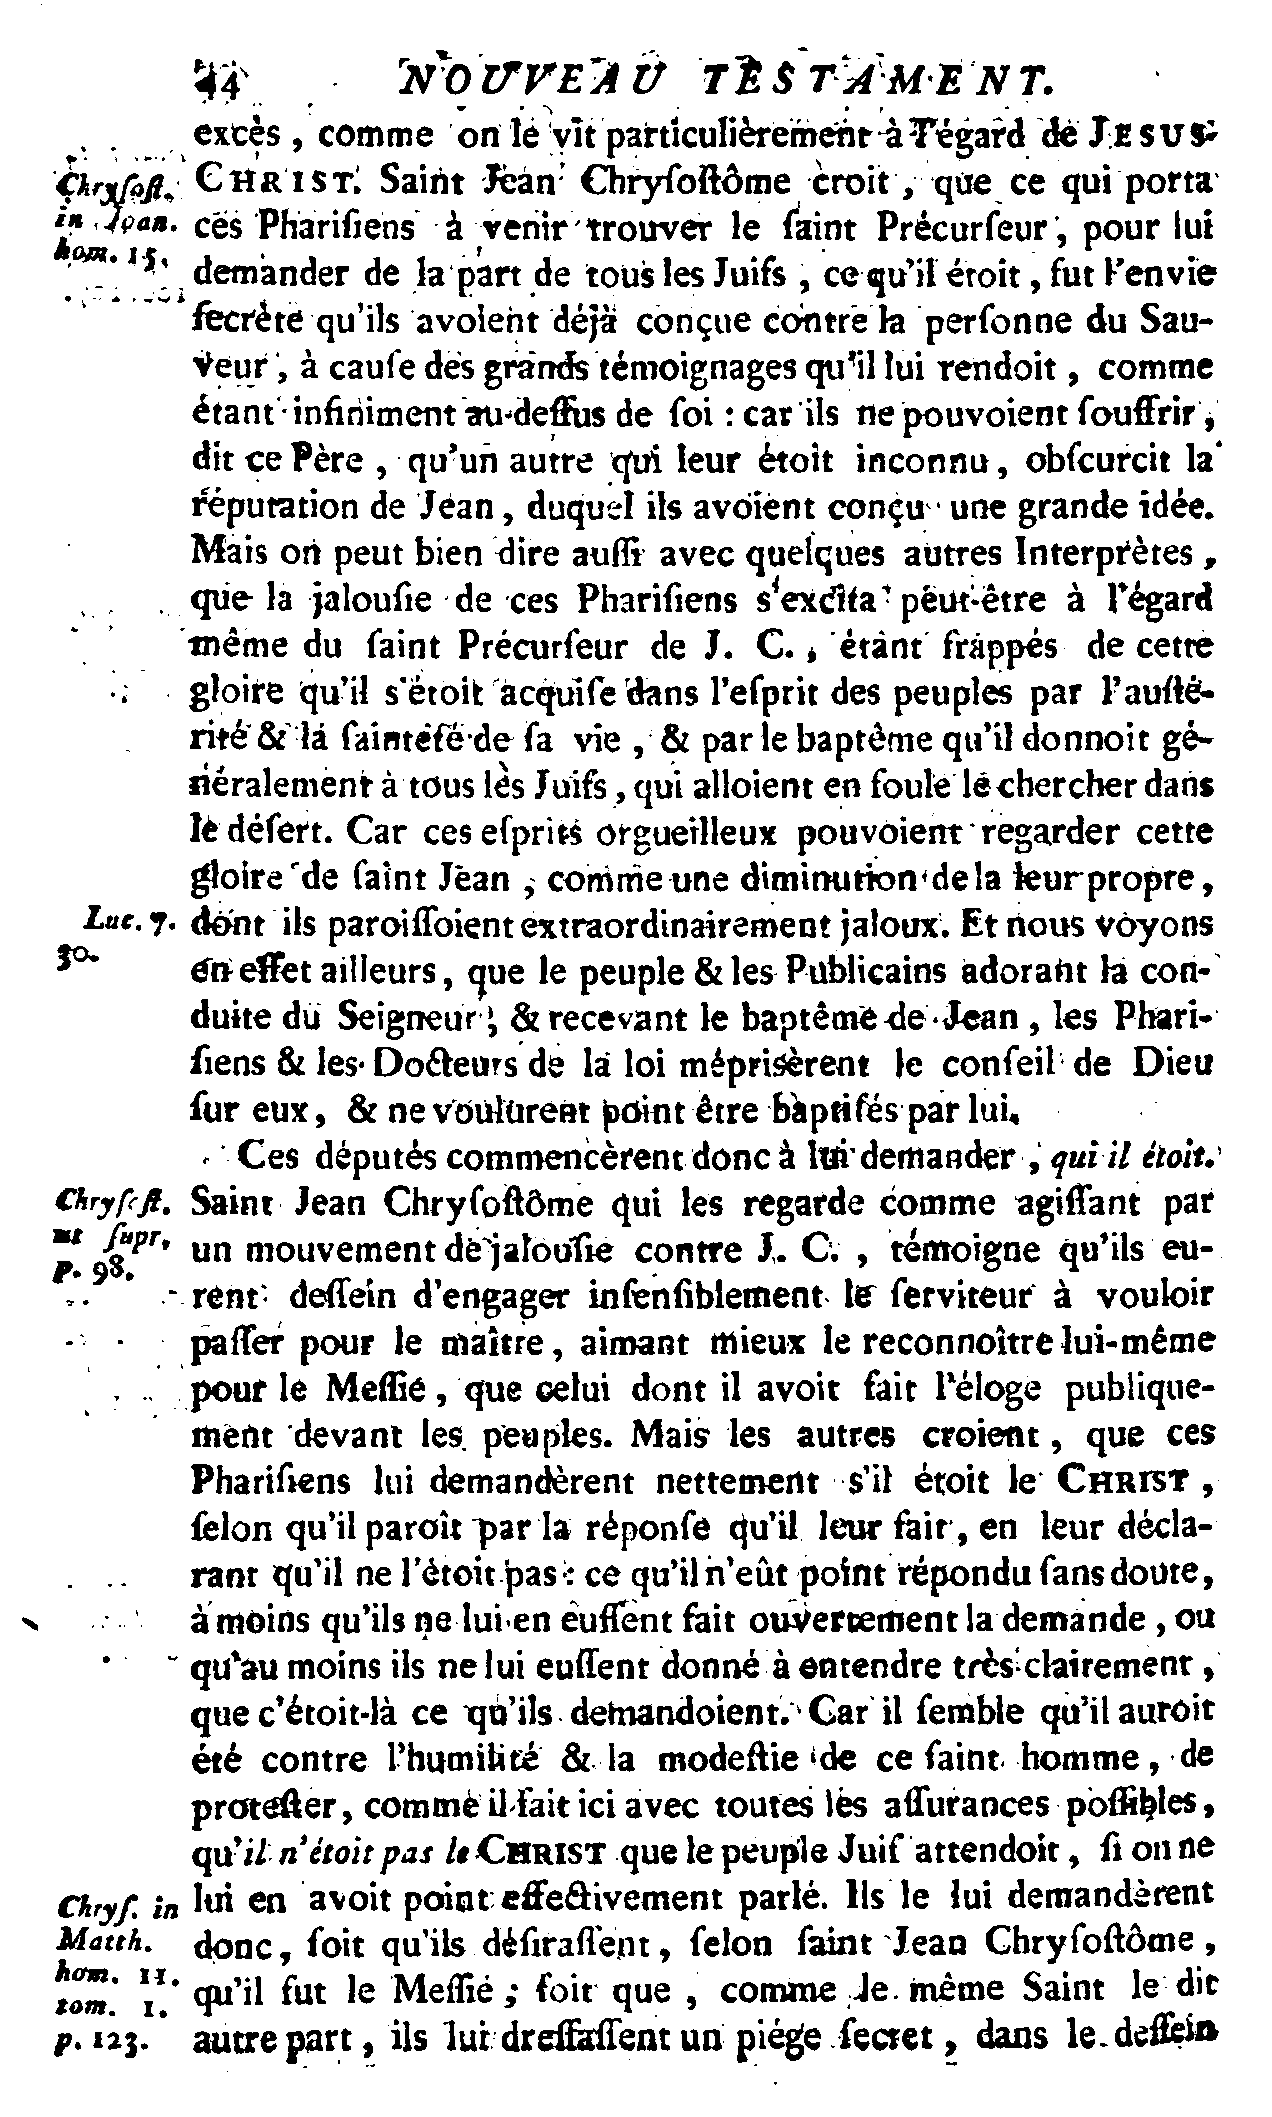 44 NOUVEAU TESTAMENT.
excès , comme on le vit particulièrement à l'égard de JESUS-
Chryſoſt. CHRIST. Saint Jean Chryſoſtôme croit , que ce qui porta
in Joan. ces Phariſiens à venir trouver le ſaint Précurſeur , pour lui
hom. 15. demander de la part de tous les Juifs , ce qu'il étoit , fut l'envie
ſecrète qu'ils avoient déjà conçue contre la perſonne du Sau-
veur , à cauſe des grands témoignages qu'il lui rendoit , comme
étant infiniment au-deſſus de ſoi : car ils ne pouvoient ſouffrir ,
dit ce Père , qu'un autre qui leur étoit inconnu , obſcurcit la
réputation de Jean , duquel ils avoient conçu une grande idée.
Mais on peut bien dire auſſi avec quelques autres Interprètes ,
que la jalouſie de ces Phariſiens s'excita peut-être à l'égard
même du ſaint Précurſeur de J. C. , étant frappés de cette
gloire qu'il s'étoit acquiſe dans l'eſprit des peuples par l'auſté-
rité & la ſainteté de ſa vie , & par le baptême qu'il donnoit gé-
néralement à tous les Juifs , qui alloient en foule le chercher dans
le déſert. Car ces eſprits orgueilleux pouvoient regarder cette
gloire de ſaint Jean , comme une diminution de la leur propre ,
Luc. 7. dont ils paroiſſoient extraordinairement jaloux. Et nous voyons
30. en effet ailleurs , que le peuple & les Publicains adorant la con-
duite du Seigneur , & recevant le baptême de Jean , les Phari-
ſiens & les Docteurs de la loi méprisèrent le conſeil de Dieu
ſur eux , & ne voulurent point être baptiſés par lui.
Ces députés commencèrent donc à lui demander , qui il étoit.
Chryſoſt. Saint Jean Chryſoſtôme qui les regarde comme agiſſant par
ut ſupr. un mouvement de jalouſie contre J. C. , témoigne qu'ils eu-
p. 98. rent deſſein d'engager inſenſiblement le ſerviteur à vouloir
paſſer pour le maître , aimant mieux le reconnoître lui-même
pour le Meſſie , que celui dont il avoit fait l'éloge publique-
ment devant les peuples. Mais les autres croient , que ces
Phariſiens lui demandèrent nettement s'il étoit le CHRIST ,
ſelon qu'il paroît par la réponſe qu'il leur fait , en leur décla-
rant qu'il ne l'étoit pas : ce qu'il n'eût point répondu ſans doute ,
à moins qu'ils ne lui en euſſent fait ouvertement la demande , ou
qu'au moins ils ne lui euſſent donné à entendre très-clairement ,
que c'étoit-là ce qu'ils demandoient. Car il ſemble qu'il auroit
été contre l'humilité & la modeſtie de ce ſaint homme , de
proteſter , comme il fait ici avec toutes les aſſurances poſſibles ,
qu'il n'étoit pas le CHRIST que le peuple Juif attendoit , ſi on ne
Chryſ. in lui en avoit point effectivement parlé. Ils le lui demandèrent
Matth. donc , ſoit qu'ils déſiraſſent , ſelon ſaint Jean Chryſoſtôme ,
hom. 11. qu'il fut le Meſſie ; ſoit que , comme le même Saint le dit
tom. 1.
p. 123. autre part , ils lui dreſſaſſent un piége ſecret , dans le deſſein